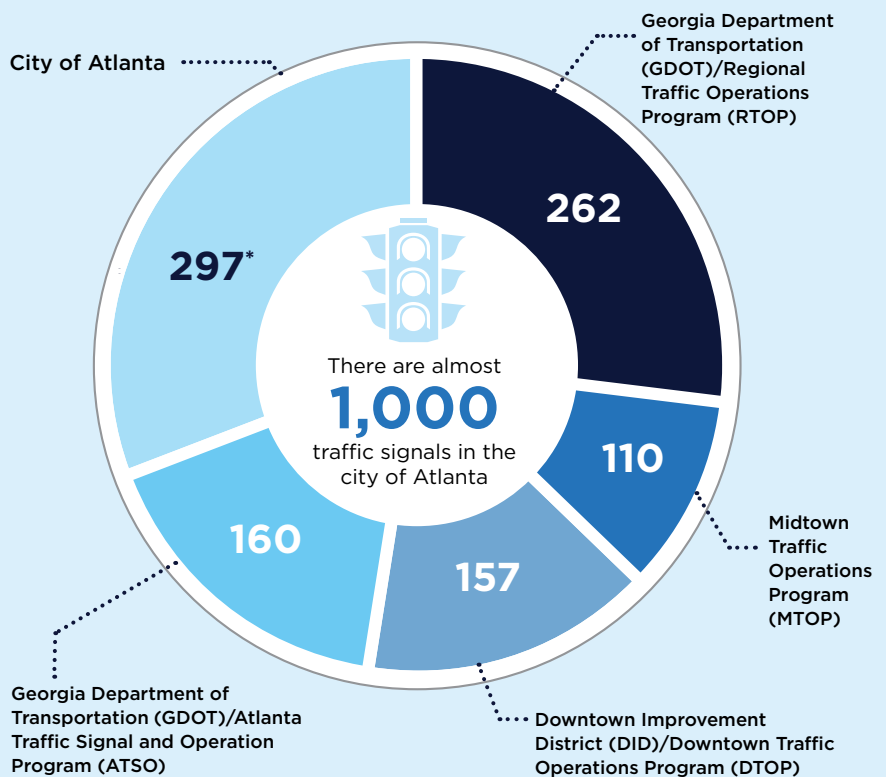 City of Atlanta
Georgia Department
of Transportation
(GDOT)/Regional
Traffic Operations
Program (RTOP)
262
297*
There are almost
1,000
traffic signals in the
city of Atlanta
110
160
157
Midtown
Traffic
Operations
Program
(MTOP)
Georgia Department of
Transportation (GDOT)/Atlanta
Traffic Signal and Operation
Program (ATSO)
Downtown Improvement
District (DID)/Downtown Traffic
Operations Program (DTOP)